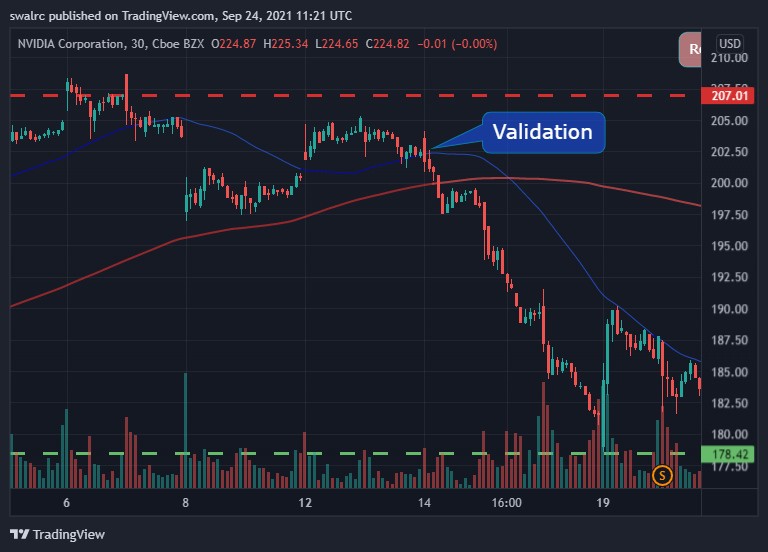 swalrc published on TradingView.com, Sep 24, 2021 11:21 UTC
NVIDIA Corporation, 30, Cboe BZX O224.87 H225.34 L224.65 C224.82 −0.01 (−0.00%)
USD
210.00
207.01
205.00
Validation
202.50
200.00
197.50
195.00
192.50
190.00
187.50
185.00
182.50
180.00
178.42
177.50
S
6 8 12 14 16:00 19
TradingView